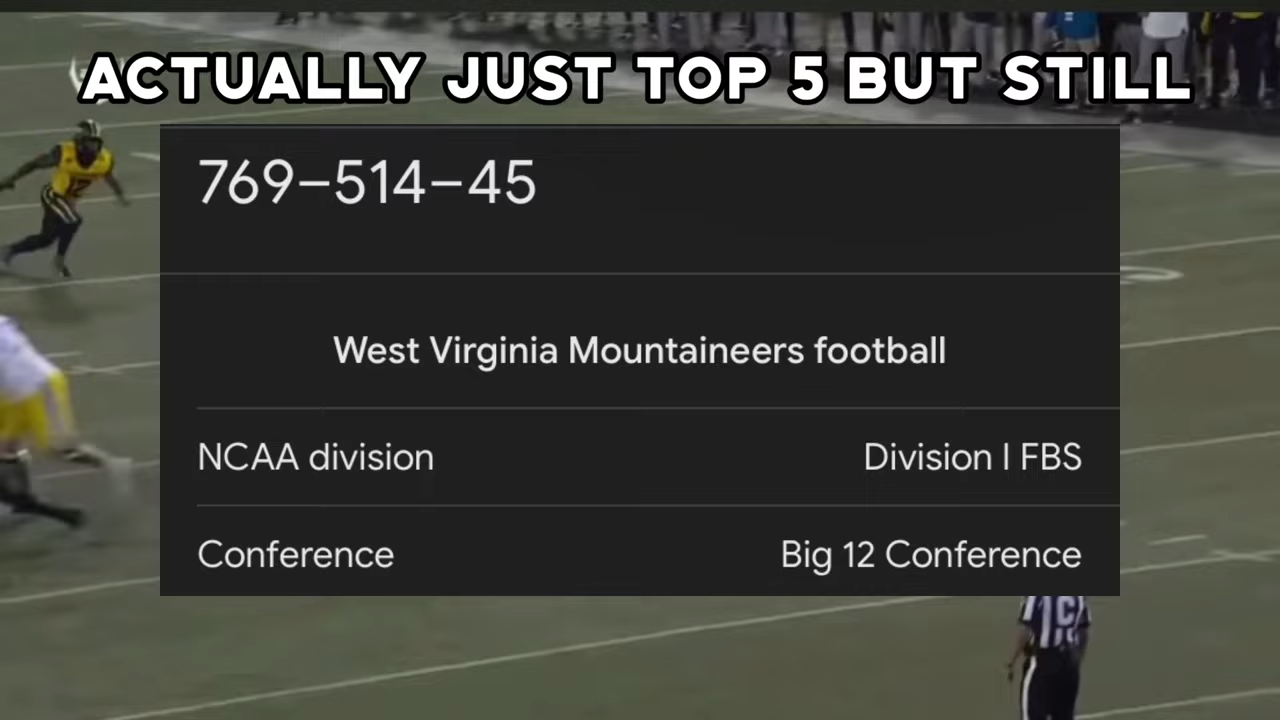 ACTUALLY JUST TOP 5 BUT STILL
769–514–45
West Virginia Mountaineers football
NCAA division Division I FBS
Conference Big 12 Conference